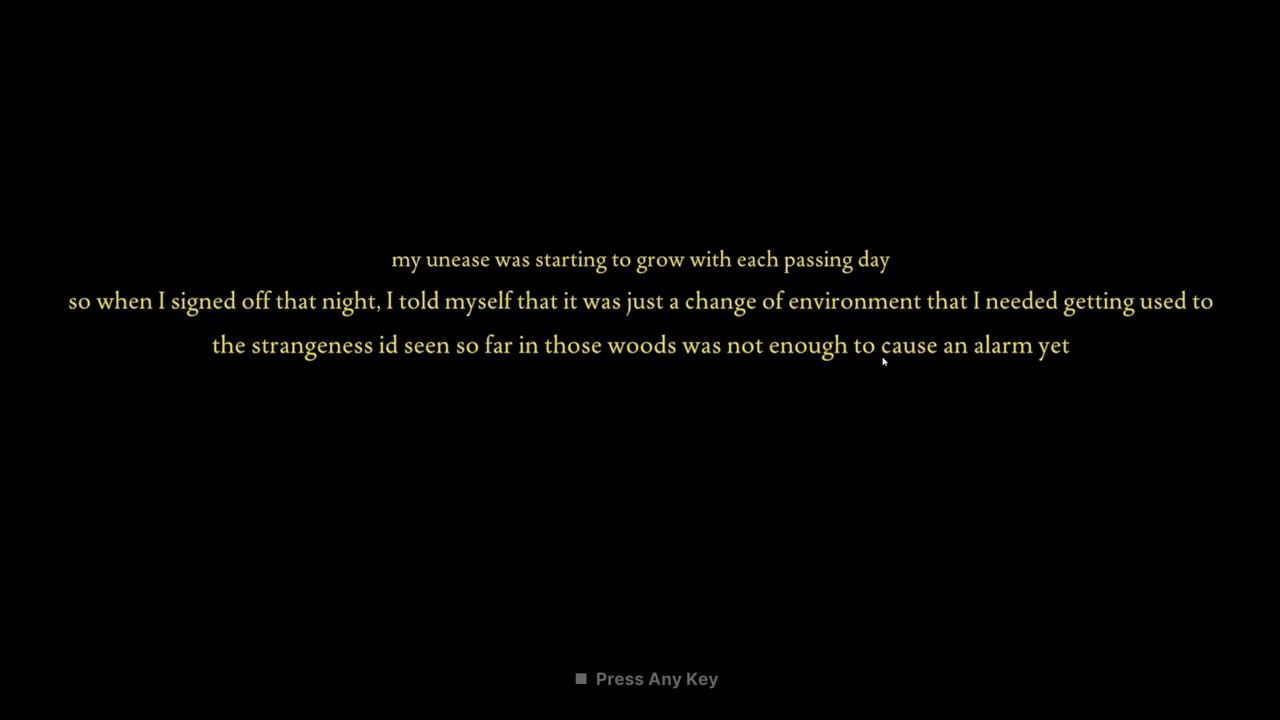 my unease was starting to grow with each passing day
so when I signed off that night, I told myself that it was just a change of environment that I needed getting used to
the strangeness id seen so far in those woods was not enough to cause an alarm yet
Press Any Key